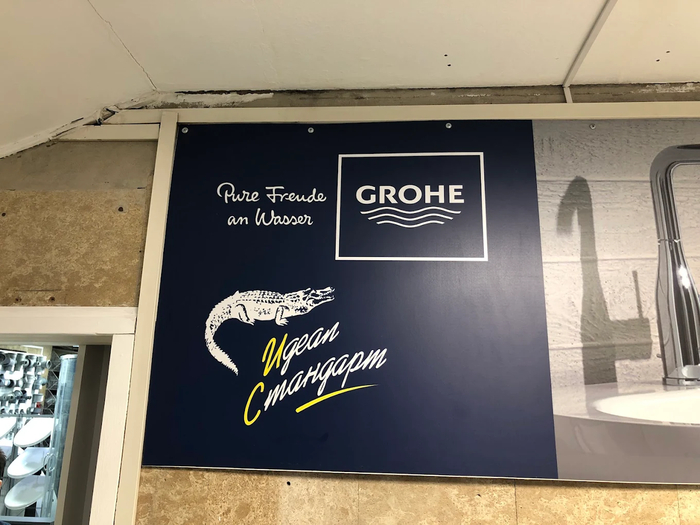 Pure Freude
an Wasser
GROHE
Идеал
Стандарт